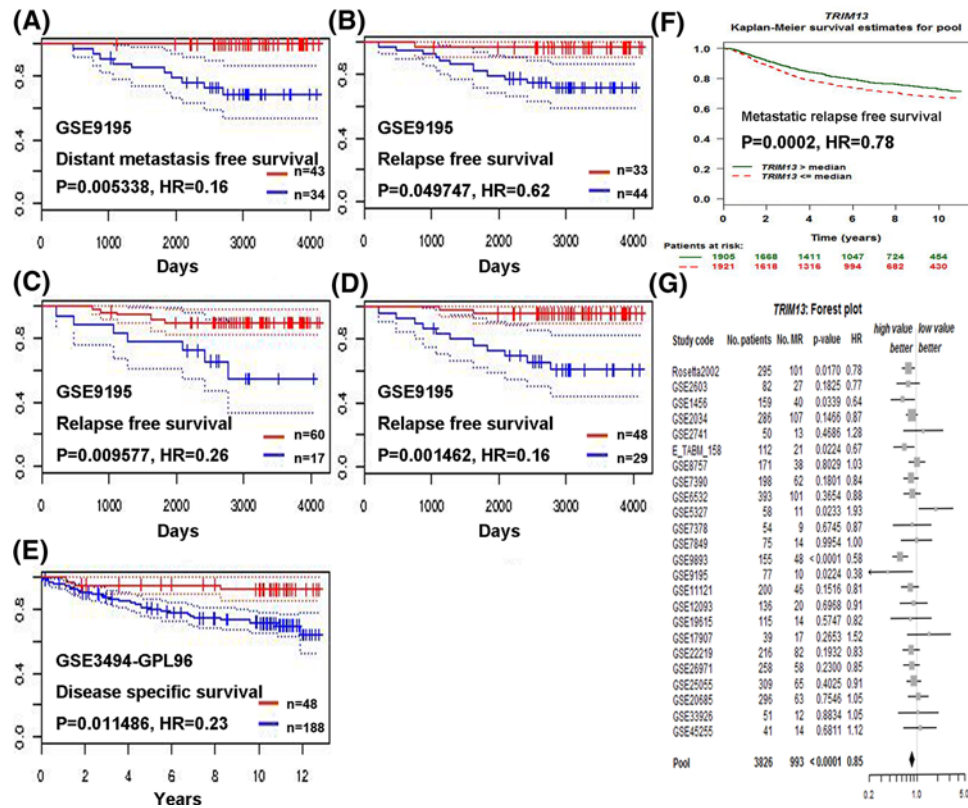 (A)
0.0 0.4 0.8
GSE9195
Distant metastasis free survival
P=0.005338, HR=0.16
n=43
n=34
0 1000 2000 3000 4000
Days
(B)
0.0 0.4 0.8
GSE9195
Relapse free survival
P=0.049747, HR=0.62
n=33
n=44
0 1000 2000 3000 4000
Days
(F)
TRIM13
Kaplan-Meier survival estimates for pool
1.0
0.8
0.6
0.4
0.2
0.0
Metastatic relapse free survival
P=0.0002, HR=0.78
TRIM13 > median
TRIM13 <= median
0 2 4 6 8 10
Time (years)
Patients at risk:
1905 1668 1411 1047 724 454
1921 1618 1316 994 682 430
(C)
0.0 0.4 0.8
GSE9195
Relapse free survival
P=0.009577, HR=0.26
n=60
n=17
0 1000 2000 3000 4000
Days
(D)
0.0 0.4 0.8
GSE9195
Relapse free survival
P=0.001462, HR=0.16
n=48
n=29
0 1000 2000 3000 4000
Days
(E)
0.0 0.4 0.8
GSE3494-GPL96
Disease specific survival
P=0.011486, HR=0.23
n=48
n=188
0 2 4 6 8 10 12
Years
(G)
TRIM13: Forest plot
Study code No. patients No. MR p-value HR
high value better
low value better
Rosetta2002 295 101 0.0170 0.78
GSE2603 82 27 0.1825 0.77
GSE1456 159 40 0.0339 0.64
GSE2034 286 107 0.1466 0.87
GSE2741 50 13 0.4686 1.28
E_TABM_158 112 21 0.0224 0.67
GSE8757 171 38 0.8029 1.03
GSE7390 198 62 0.1801 0.84
GSE6532 393 101 0.3654 0.88
GSE5327 58 11 0.0233 1.93
GSE7378 54 9 0.6745 0.87
GSE7849 75 14 0.9954 1.00
GSE9893 155 48 <0.0001 0.58
GSE9195 77 10 0.0224 0.38
GSE11121 200 46 0.1516 0.81
GSE12093 136 20 0.6968 0.91
GSE19615 115 14 0.5747 0.82
GSE17907 39 17 0.2653 1.52
GSE22219 216 82 0.1932 0.83
GSE26971 258 58 0.2300 0.85
GSE25055 309 65 0.4025 0.91
GSE20685 296 63 0.7546 1.05
GSE33926 51 12 0.8834 1.05
GSE45255 41 14 0.6811 1.12
Pool 3826 993 <0.0001 0.85
0.2 1.0 5.0